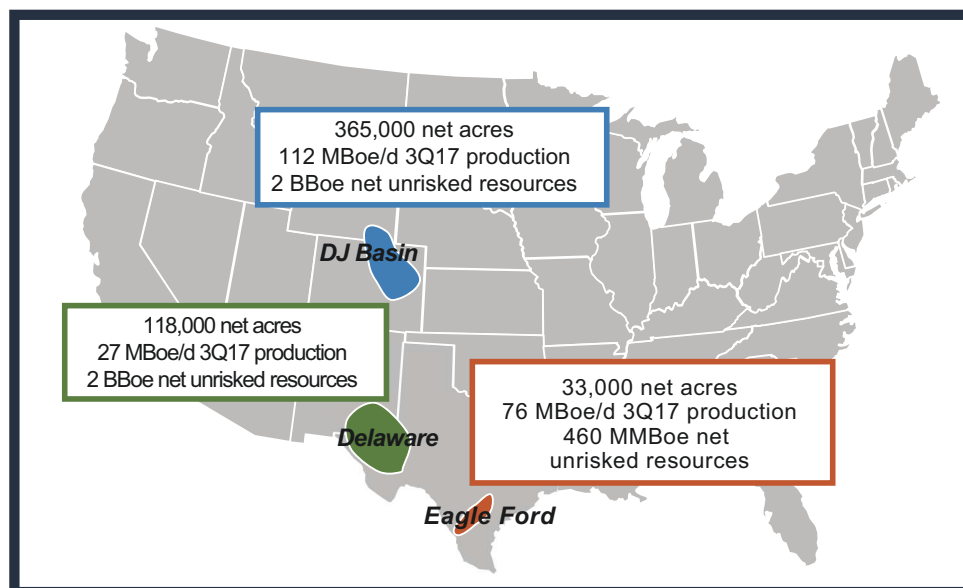 365,000 net acres
112 MBoe/d 3Q17 production
2 BBoe net unrisked resources
DJ Basin
118,000 net acres
27 MBoe/d 3Q17 production
2 BBoe net unrisked resources
33,000 net acres
76 MBoe/d 3Q17 production
460 MMBoe net
unrisked resources
Delaware
Eagle Ford